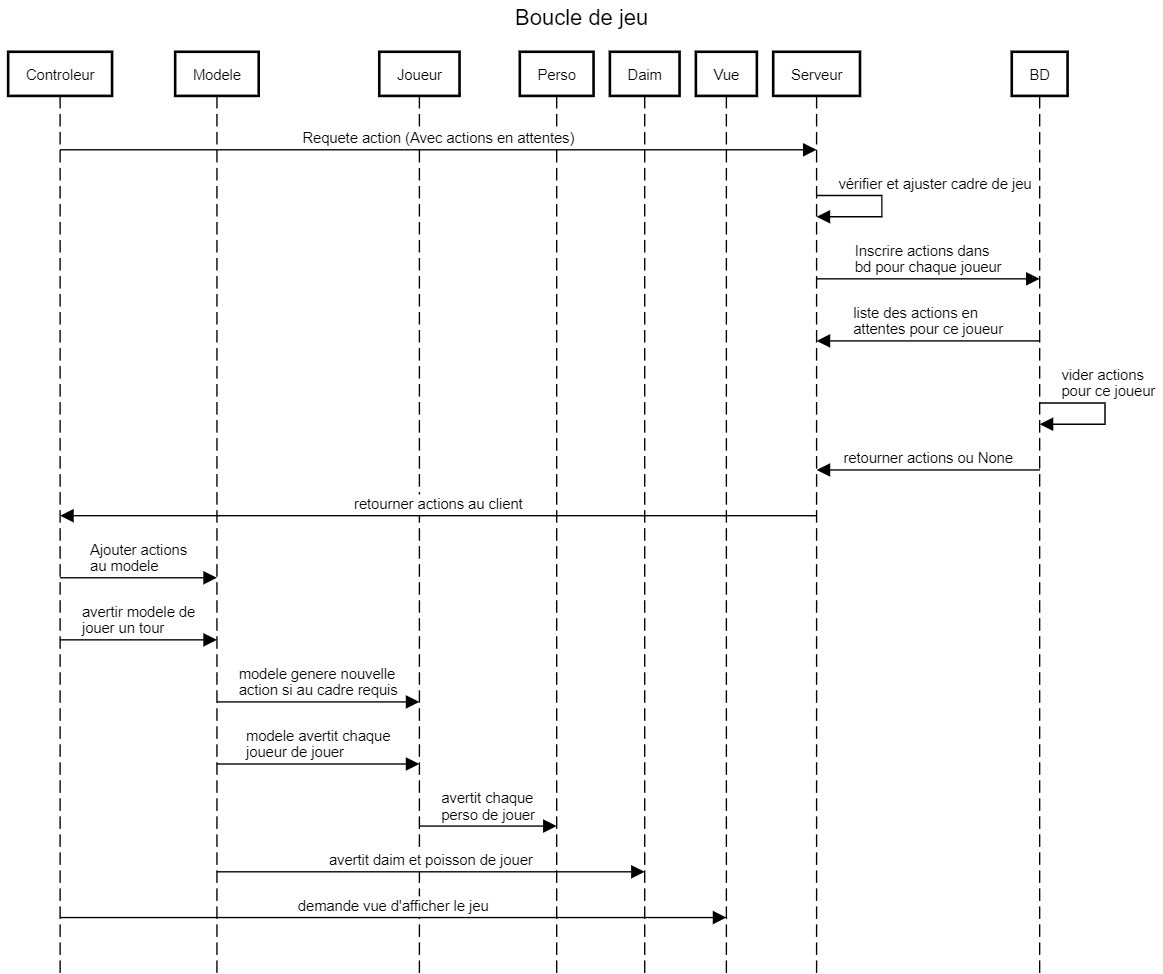 Boucle de jeu
Controleur
Modele
Joueur
Perso
Daim
Vue
Serveur
BD
Requete action (Avec actions en attentes)
vérifier et ajuster cadre de jeu
Inscrire actions dans
bd pour chaque joueur
liste des actions en
attentes pour ce joueur
vider actions
pour ce joueur
retourner actions ou None
retourner actions au client
Ajouter actions
au modele
avertir modele de
jouer un tour
modele genere nouvelle
action si au cadre requis
modele avertit chaque
joueur de jouer
avertit chaque
perso de jouer
avertit daim et poisson de jouer
demande vue d'afficher le jeu